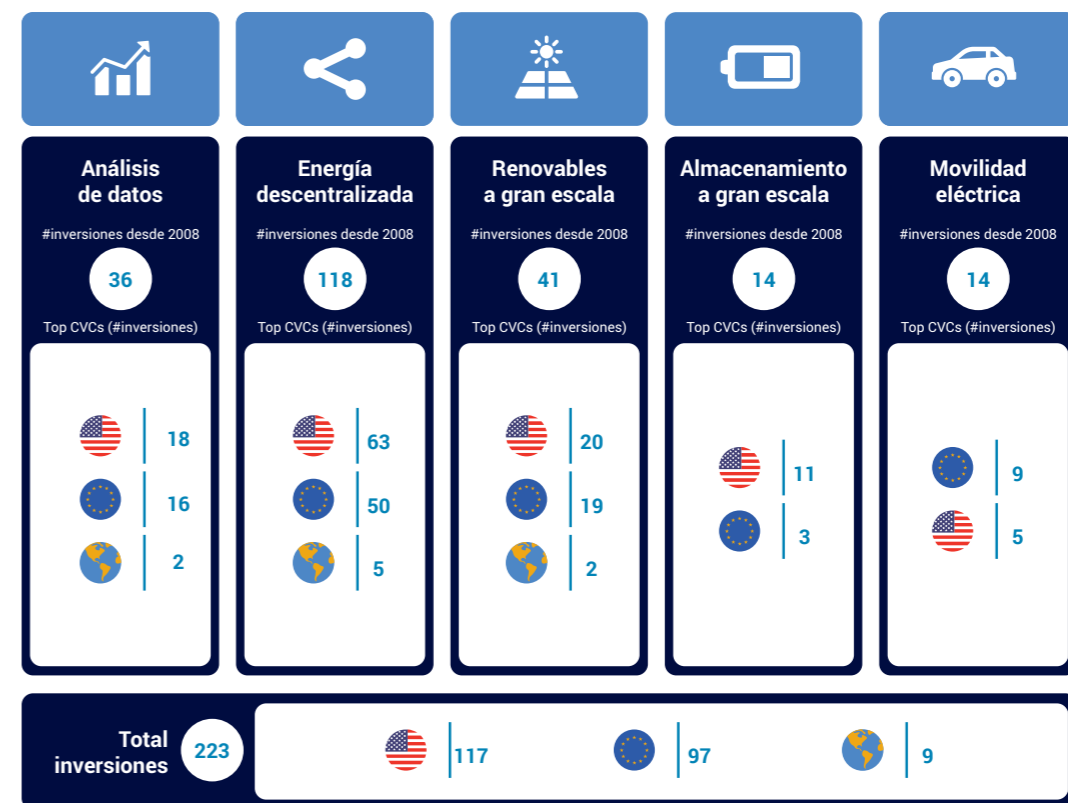 Análisis
de datos
#inversiones desde 2008
36
Top CVCs (#inversiones)
18
16
2
Energía
descentralizada
#inversiones desde 2008
118
Top CVCs (#inversiones)
63
50
5
Renovables
a gran escala
#inversiones desde 2008
41
Top CVCs (#inversiones)
20
19
2
Almacenamiento
a gran escala
#inversiones desde 2008
14
Top CVCs (#inversiones)
11
3
Movilidad
eléctrica
#inversiones desde 2008
14
Top CVCs (#inversiones)
9
5
Total
inversiones
223
117
97
9